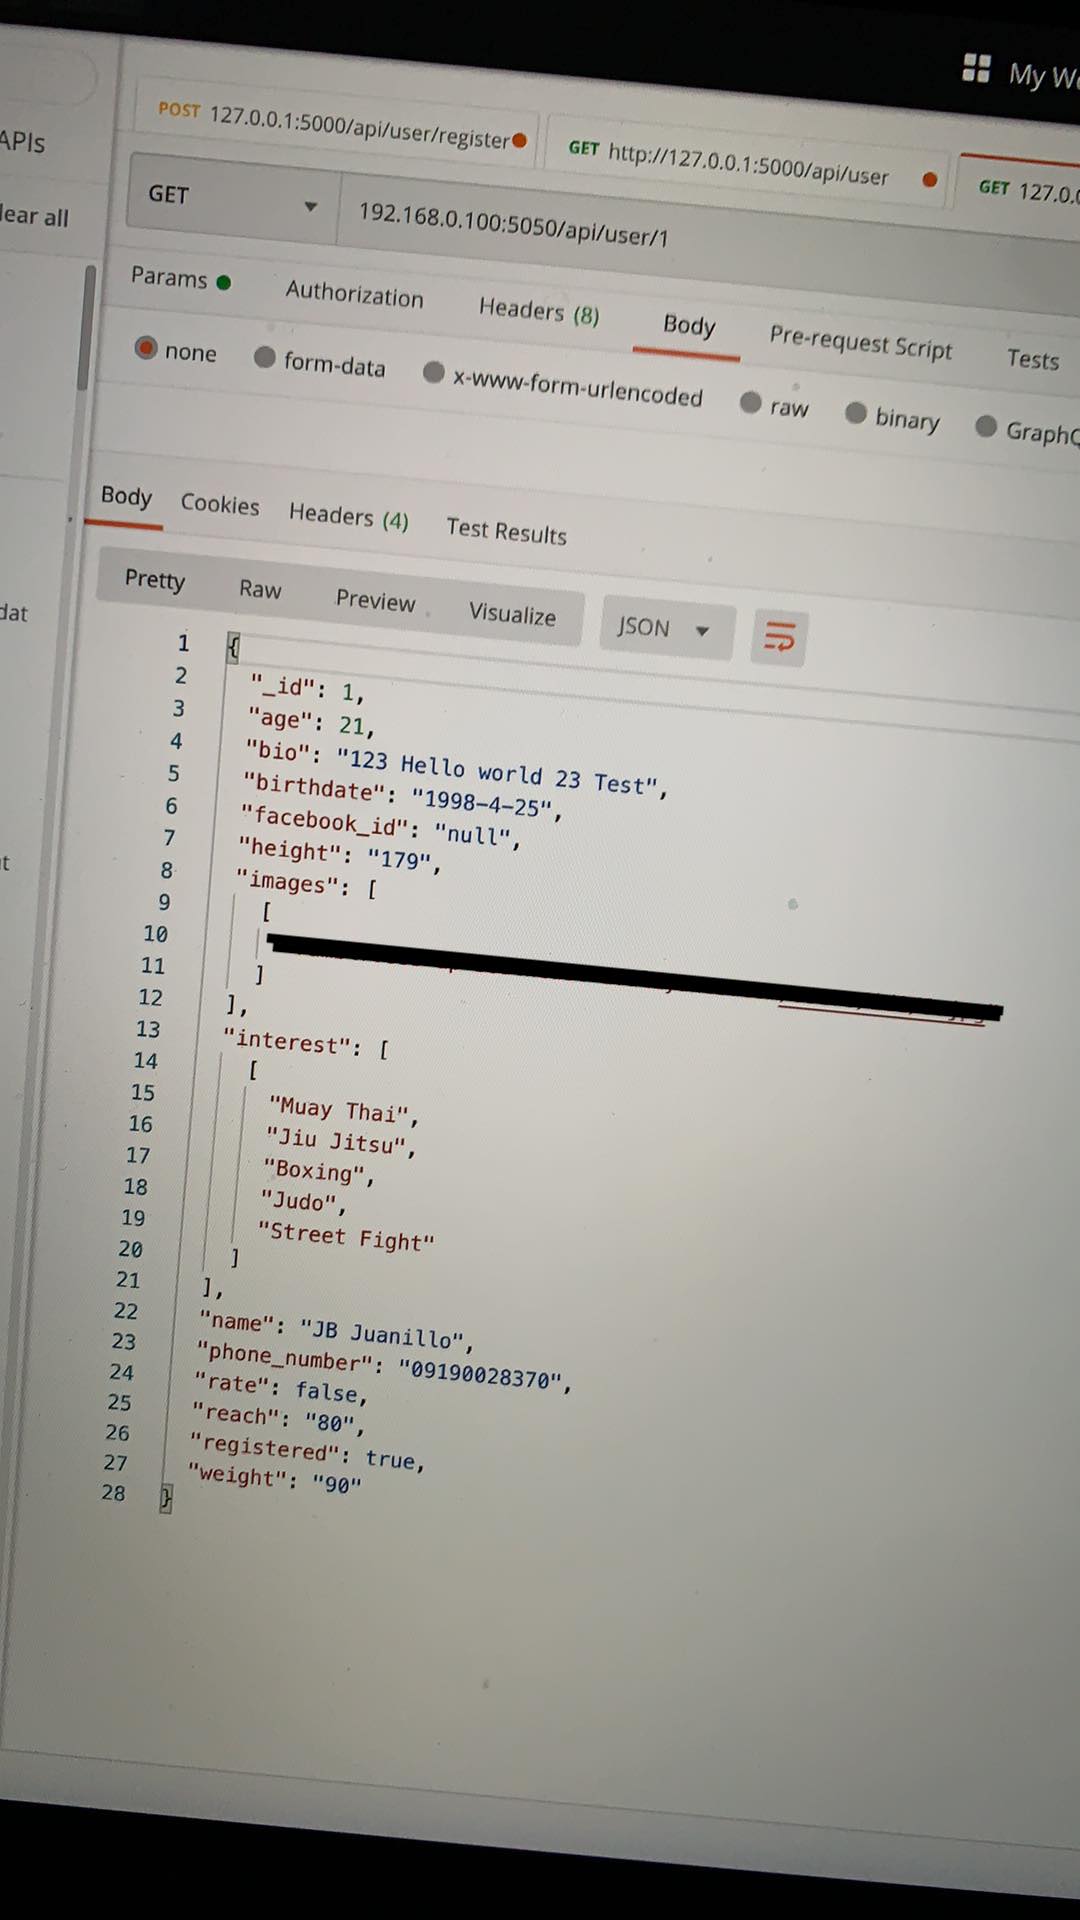 My
POST 127.0.0.1:5000/api/user/register
GET http://127.0.0.1:5000/api/user
GET 127.0.
APIs
GET
192.168.0.100:5050/api/user/1
lear all
Params
Authorization
Headers (8)
Body
Pre-request Script
Tests
none
form-data
x-www-form-urlencoded
raw
binary
GraphQ
Body
Cookies
Headers (4)
Test Results
Pretty
Raw
Preview
Visualize
JSON
dat
t
1 {
2 "_id": 1,
3 "age": 21,
4 "bio": "123 Hello world 23 Test",
5 "birthdate": "1998-4-25",
6 "facebook_id": "null",
7 "height": "179",
8 "images": [
9 [
10
11 ]
12 ],
13 "interest": [
14 [
15 "Muay Thai",
16 "Jiu Jitsu",
17 "Boxing",
18 "Judo",
19 "Street Fight"
20 ]
21 ],
22 "name": "JB Juanillo",
23 "phone_number": "09190028370",
24 "rate": false,
25 "reach": "80",
26 "registered": true,
27 "weight": "90"
28 }